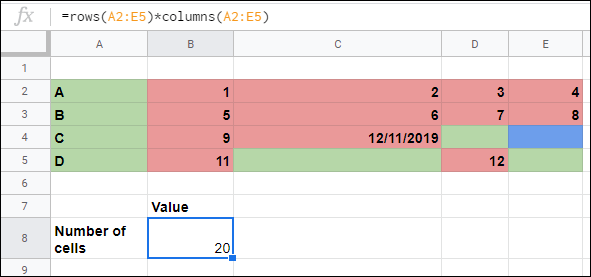 fx =rows(A2:E5)*columns(A2:E5)
A B C D E
1
2 A 1 2 3 4
3 B 5 6 7 8
4 C 9 12/11/2019
5 D 11 12
6
7 Value
8 Number of
cells 20
9